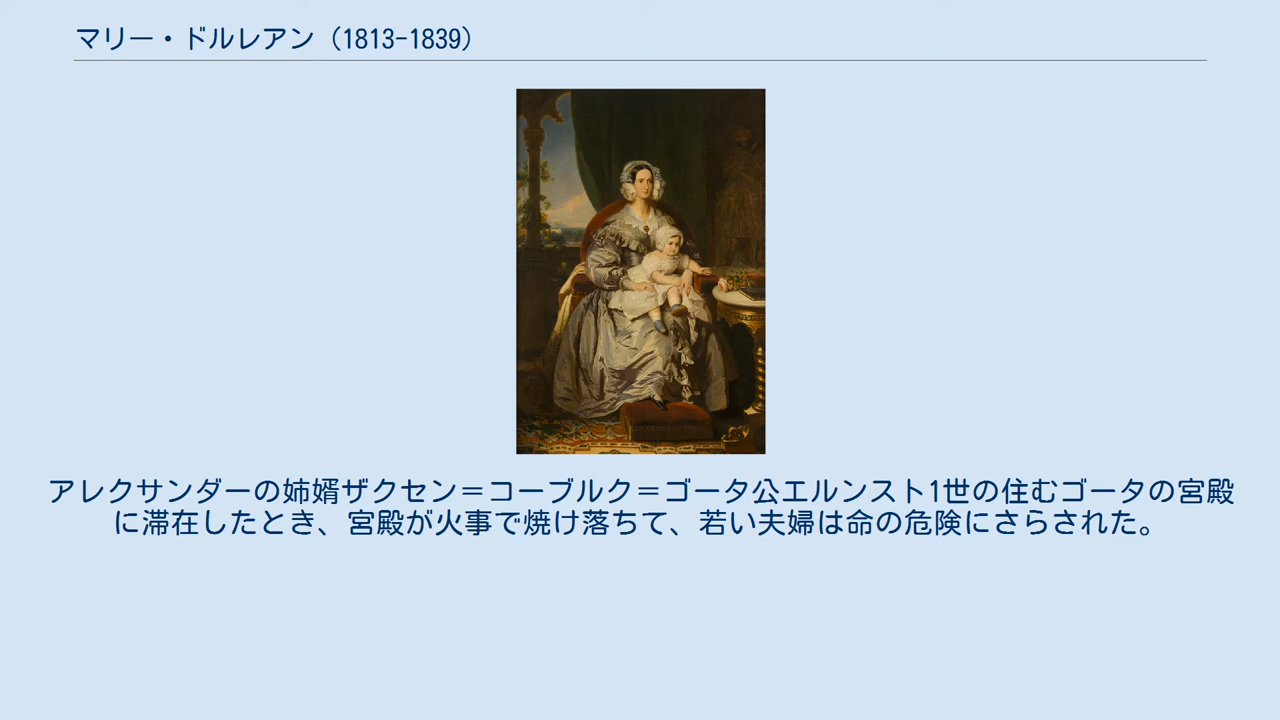 マリー・ドルレアン（1813-1839）
アレクサンダーの姉婿ザクセン＝コーブルク＝ゴータ公エルンスト1世の住むゴータの宮殿
に滞在したとき、宮殿が火事で焼け落ちて、若い夫婦は命の危険にさらされた。